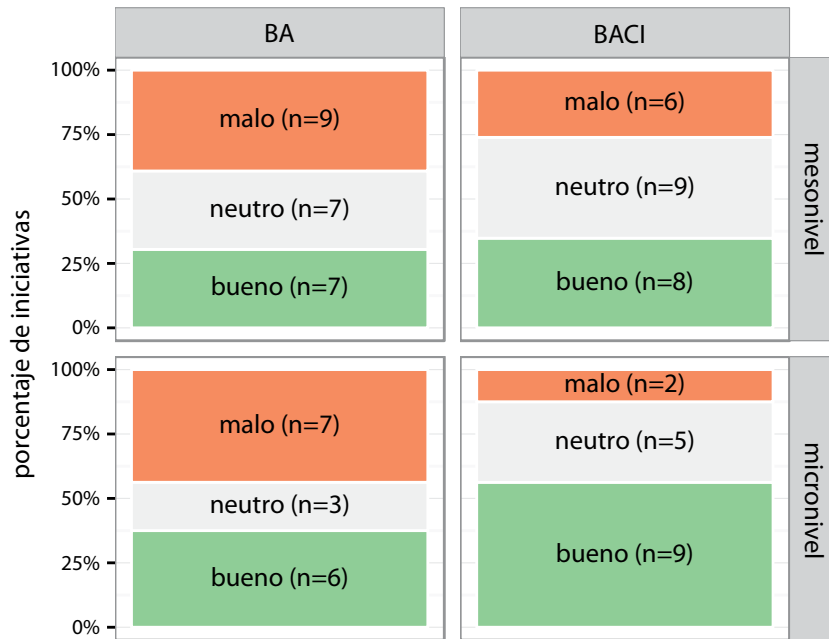 BA
BACI
porcentaje de iniciativas
100%
75%
50%
25%
0%
malo (n=9)
neutro (n=7)
bueno (n=7)
malo (n=6)
neutro (n=9)
bueno (n=8)
mesonivel
100%
75%
50%
25%
0%
malo (n=7)
neutro (n=3)
bueno (n=6)
malo (n=2)
neutro (n=5)
bueno (n=9)
micronivel